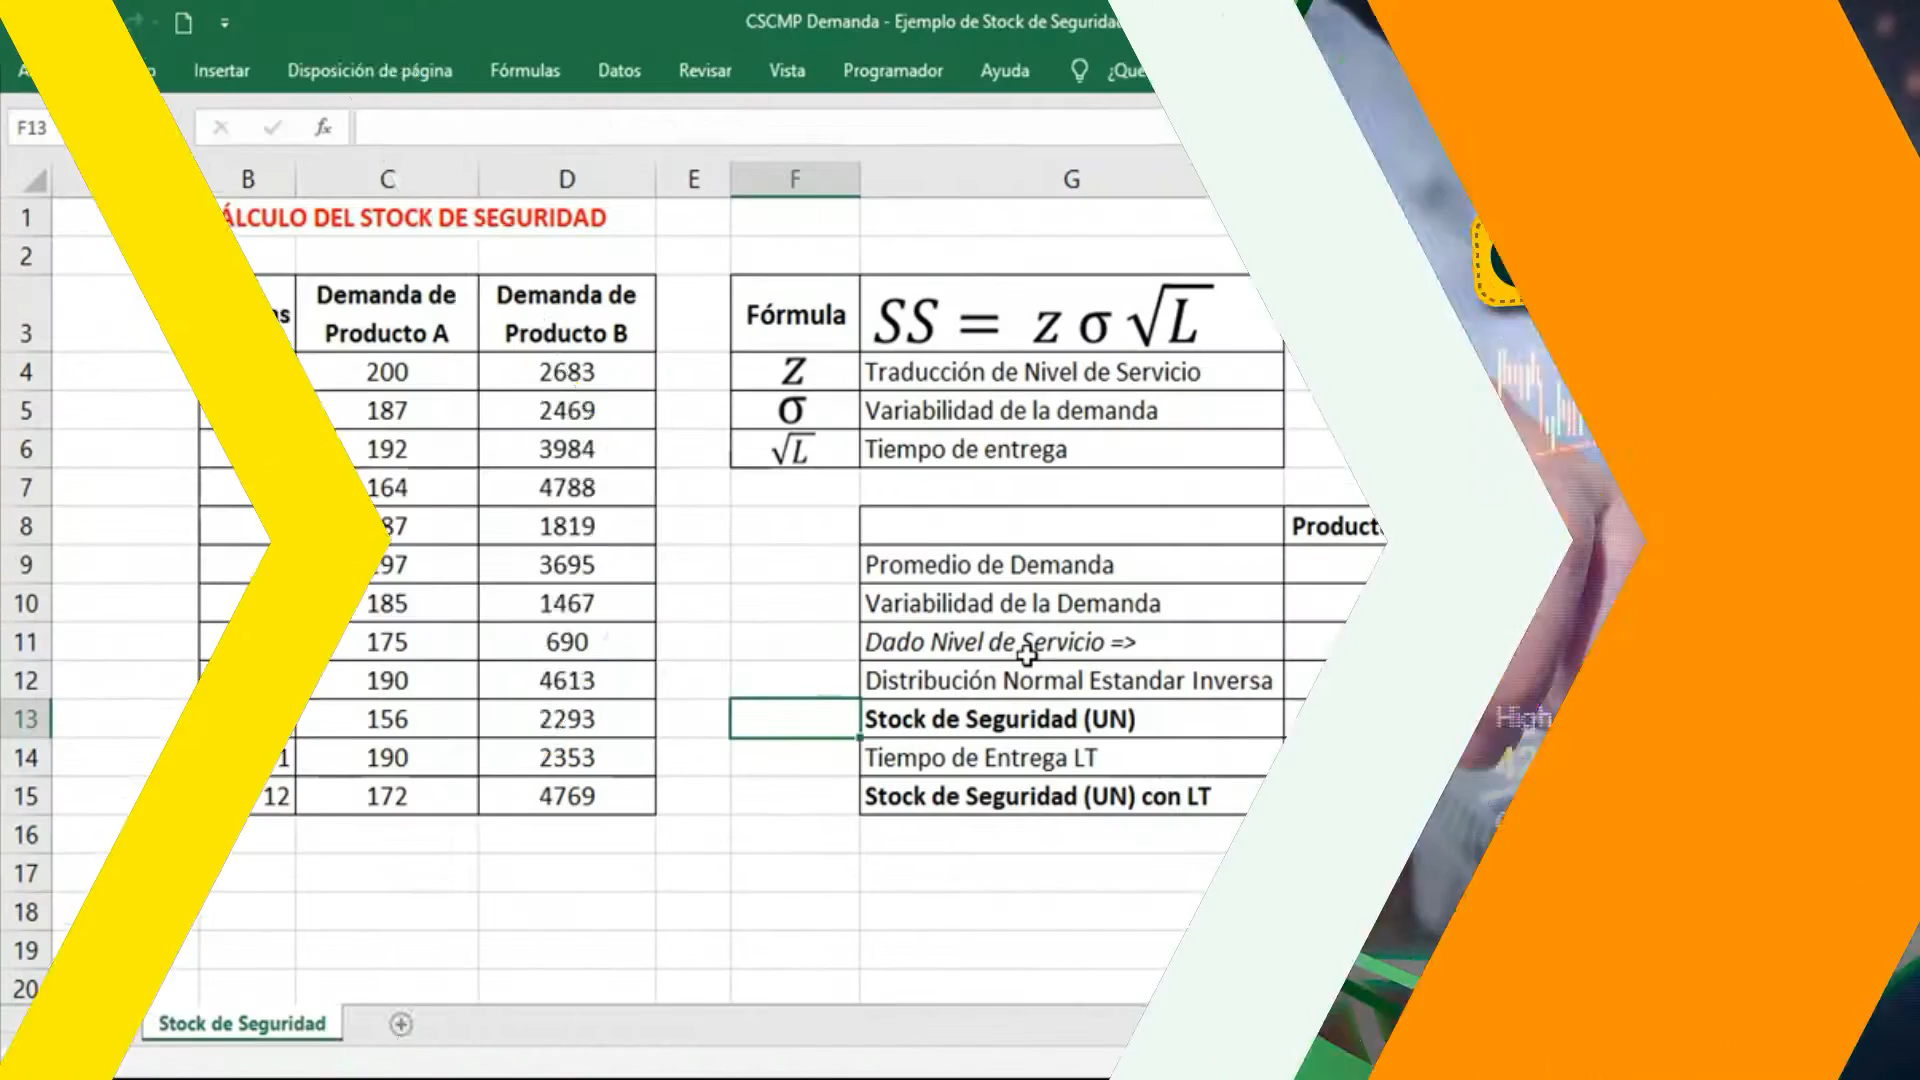 CSCMP Demanda - Ejemplo de Stock de Segurida
Insertar Disposición de página Fórmulas Datos Revisar Vista Programador Ayuda ¿Que
F13 fx
B C D E F G
1 ÁLCULO DEL STOCK DE SEGURIDAD
2
3 Demanda de Producto A Demanda de Producto B Fórmula SS = z σ √L
4 200 2683 z Traducción de Nivel de Servicio
5 187 2469 σ Variabilidad de la demanda
6 192 3984 √L Tiempo de entrega
7 164 4788
8 87 1819 Product
9 97 3695 Promedio de Demanda
10 185 1467 Variabilidad de la Demanda
11 175 690 Dado Nivel de Servicio =>
12 190 4613 Distribución Normal Estandar Inversa
13 156 2293 Stock de Seguridad (UN)
14 1 190 2353 Tiempo de Entrega LT
15 12 172 4769 Stock de Seguridad (UN) con LT
16
17
18
19
20
Stock de Seguridad
High